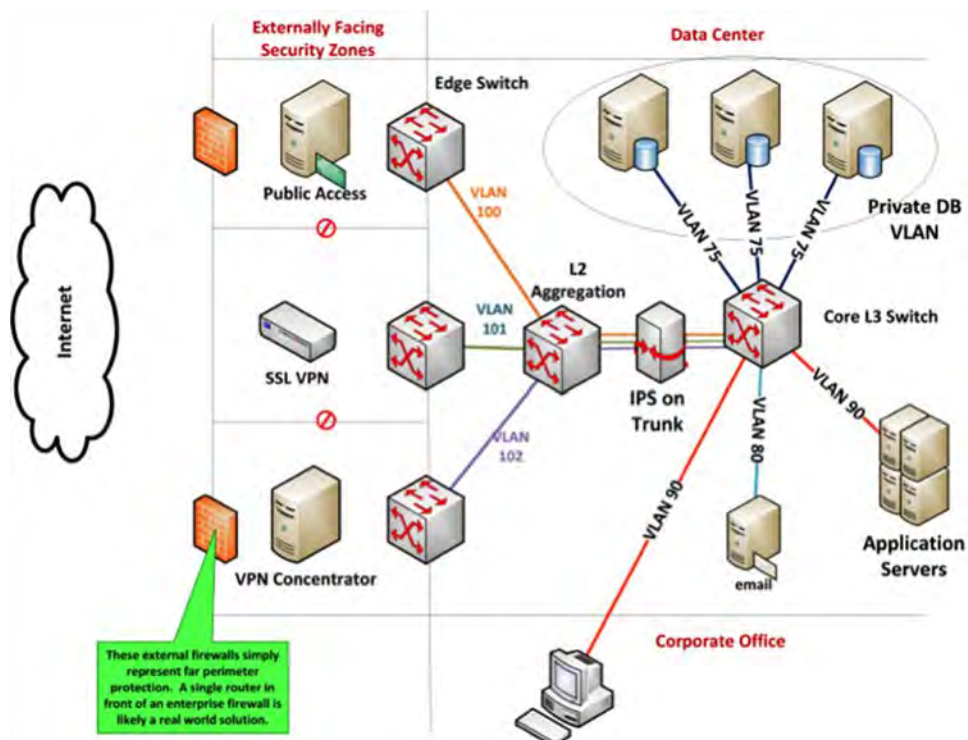 Externally Facing
Security Zones
Data Center
Edge Switch
Public Access
VLAN
100
VLAN 75
VLAN 75
VLAN 75
Private DB
VLAN
Internet
L2
Aggregation
VLAN
101
SSL VPN
Core L3 Switch
IPS on
Trunk
VLAN 90
VLAN
102
VLAN 80
VLAN 90
VPN Concentrator
email
Application
Servers
Corporate Office
These external firewalls simply
represent far perimeter
protection. A single router in
front of an enterprise firewall is
likely a real world solution.